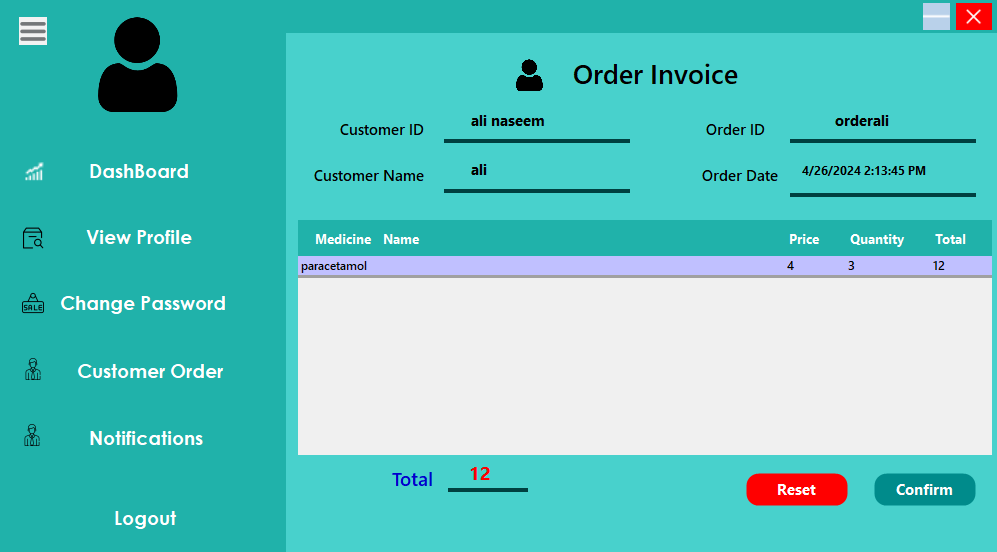 Order Invoice
Customer ID ali naseem Order ID orderali
Customer Name ali Order Date 4/26/2024 2:13:45 PM
DashBoard
View Profile
Change Password
SALE
Customer Order
Notifications
Logout
Medicine Name Price Quantity Total
paracetamol 4 3 12
Total 12
Reset Confirm